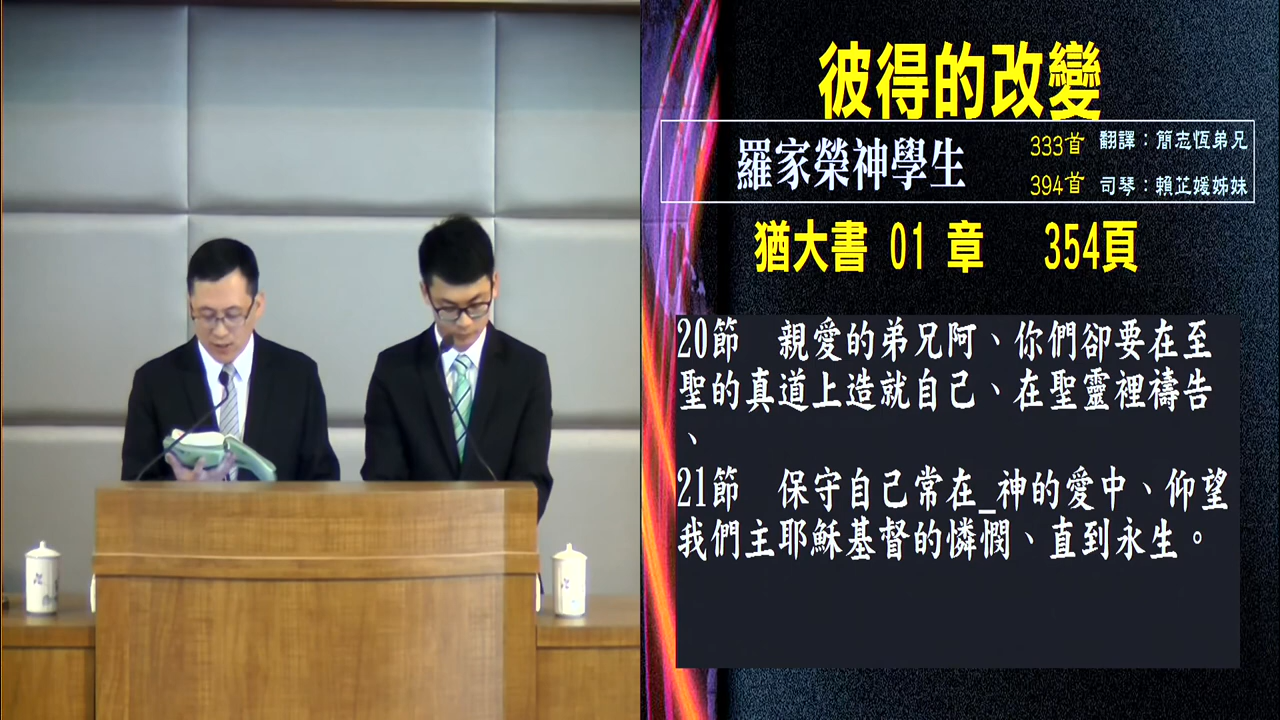 彼得的改變
羅家榮神學生
333首 翻譯：簡志恆弟兄
394首 司琴：賴芷媛姊妹
猶大書 01 章 354頁
20節 親愛的弟兄阿、你們卻要在至
聖的真道上造就自己、在聖靈裡禱告
、
21節 保守自己常在_神的愛中、仰望
我們主耶穌基督的憐憫、直到永生。